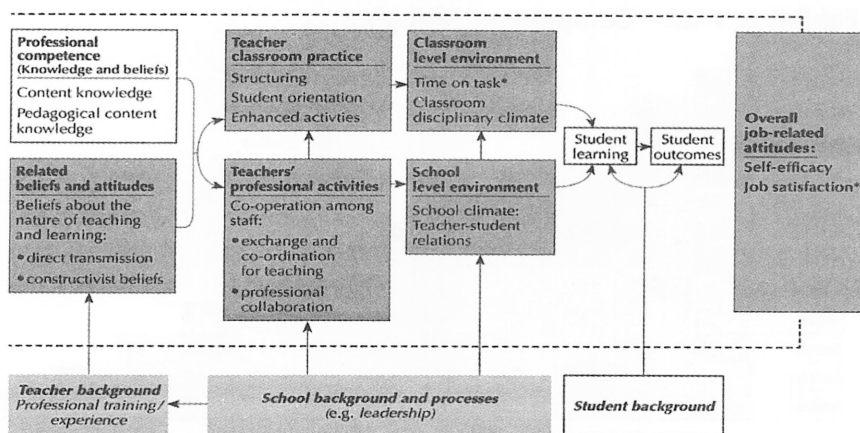 Professional
competence
(Knowledge and beliefs)
Content knowledge
Pedagogical content
knowledge
Related
beliefs and attitudes
Beliefs about the
nature of teaching
and learning:
• direct transmission
• constructivist beliefs
Teacher
classroom practice
Structuring
Student orientation
Enhanced activties
Teachers'
professional activities
Co-operation among
staff:
• exchange and
co-ordination
for teaching
• professional
collaboration
Classroom
level environment
Time on task*
Classroom
disciplinary climate
School
level environment
School climate:
Teacher-student
relations
Student
learning
Student
outcomes
Overall
job-related
attitudes:
Self-efficacy
Job satisfaction*
Teacher background
Professional training/
experience
School background and processes
(e.g. leadership)
Student background